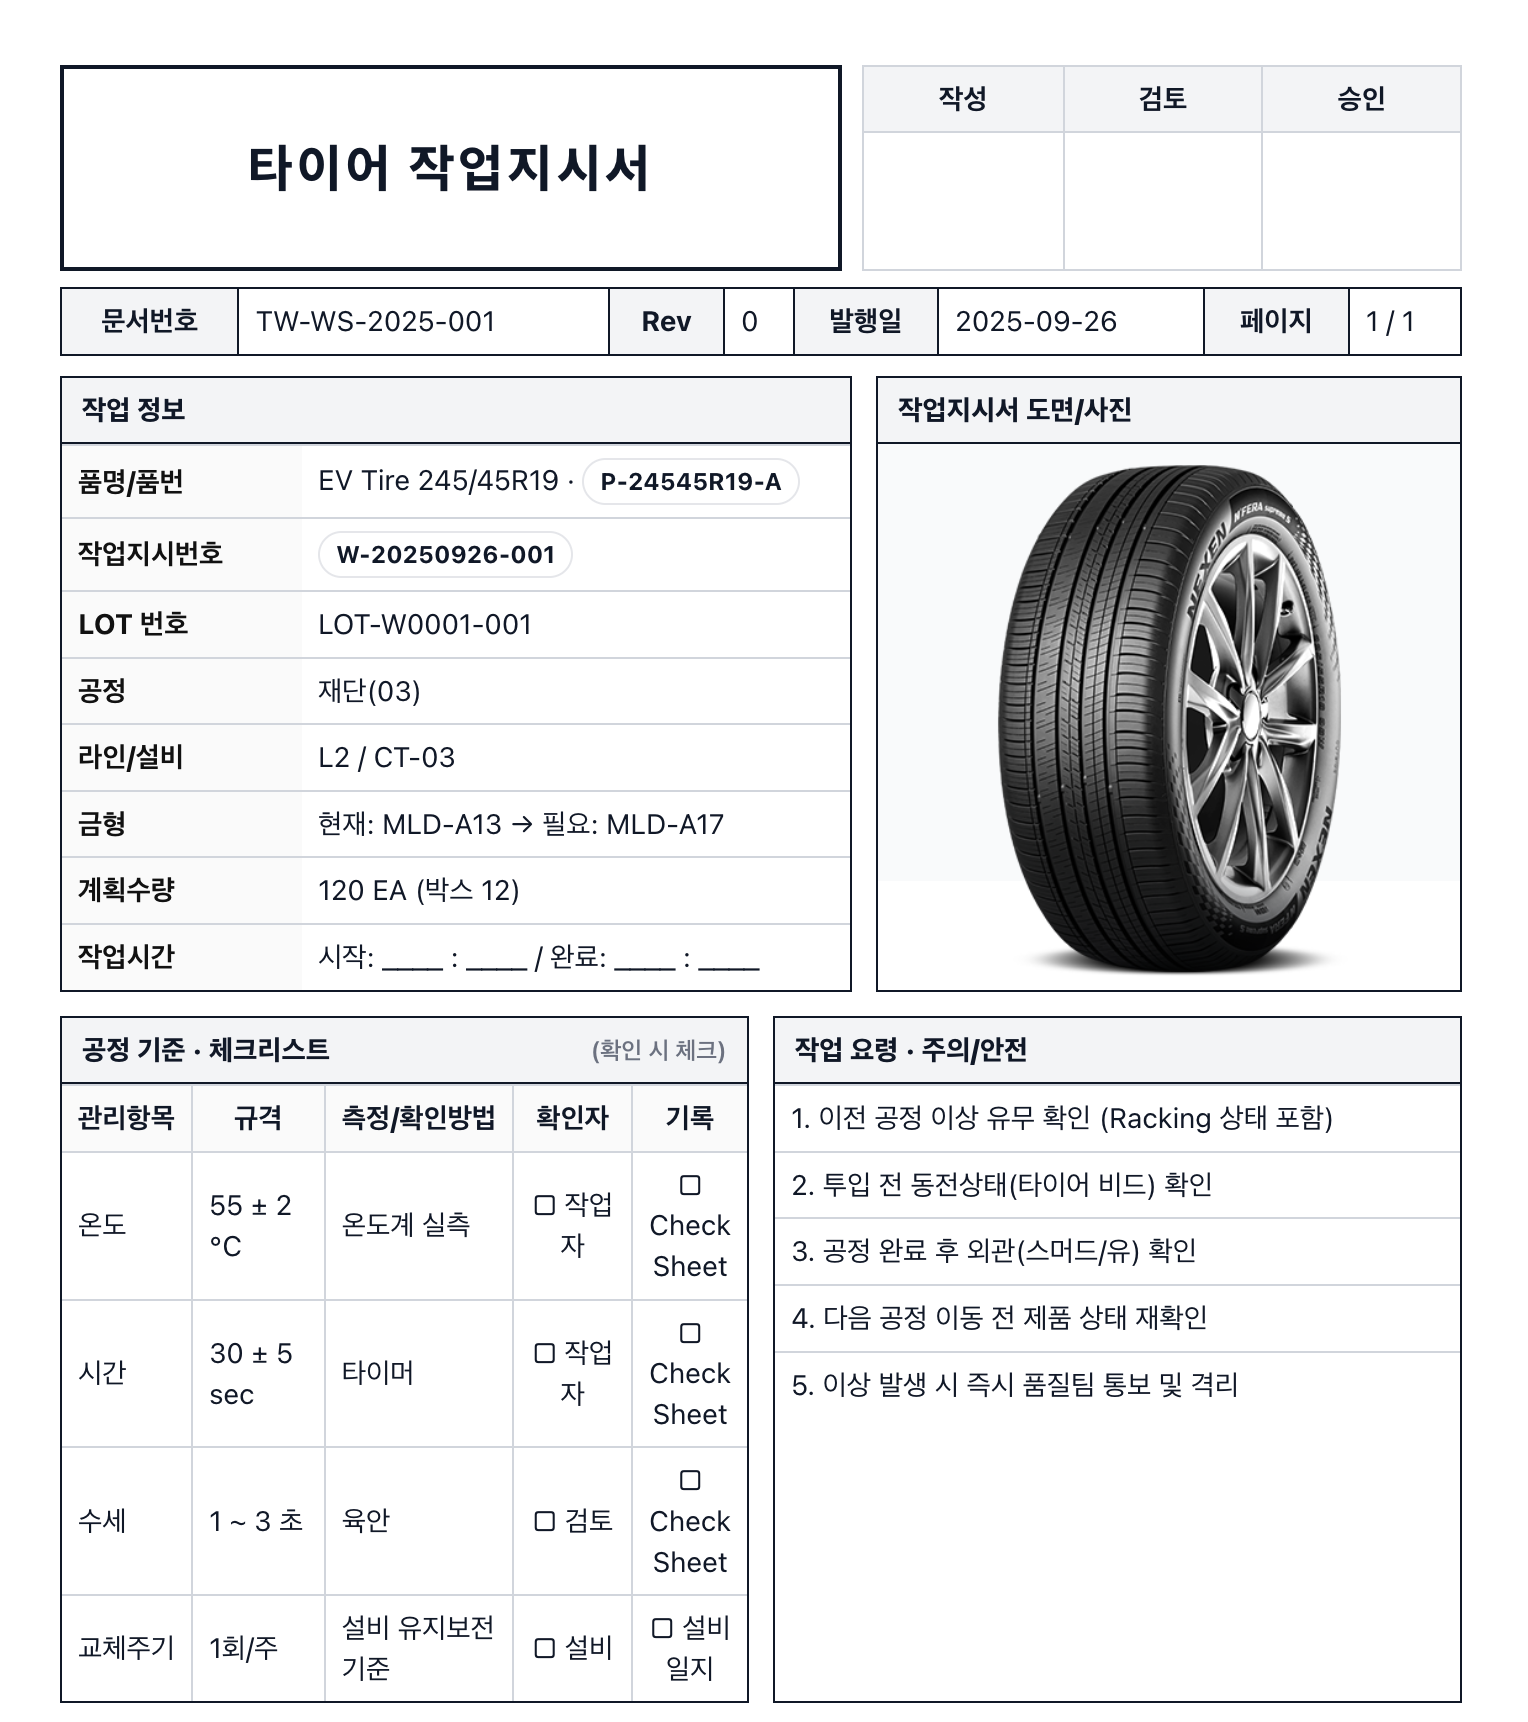 타이어 작업지시서
작성 검토 승인
문서번호 TW-WS-2025-001 Rev 0 발행일 2025-09-26 페이지 1 / 1
작업 정보
품명/품번 EV Tire 245/45R19 · P-24545R19-A
작업지시번호 W-20250926-001
LOT 번호 LOT-W0001-001
공정 재단(03)
라인/설비 L2 / CT-03
금형 현재: MLD-A13 → 필요: MLD-A17
계획수량 120 EA (박스 12)
작업시간 시작: ____ : ____ / 완료: ____ : ____
작업지시서 도면/사진
N'FERA supreme S
NEXEN
NEXEN
공정 기준 · 체크리스트 (확인 시 체크)
관리항목 규격 측정/확인방법 확인자 기록
온도
55 ± 2
°C
온도계 실측
☐ 작업
자
☐
Check
Sheet
시간
30 ± 5
sec
타이머
☐ 작업
자
☐
Check
Sheet
수세
1 ~ 3 초
육안
☐ 검토
☐
Check
Sheet
교체주기
1회/주
설비 유지보전
기준
☐ 설비
☐ 설비
일지
작업 요령 · 주의/안전
1. 이전 공정 이상 유무 확인 (Racking 상태 포함)
2. 투입 전 동전상태(타이어 비드) 확인
3. 공정 완료 후 외관(스머드/유) 확인
4. 다음 공정 이동 전 제품 상태 재확인
5. 이상 발생 시 즉시 품질팀 통보 및 격리